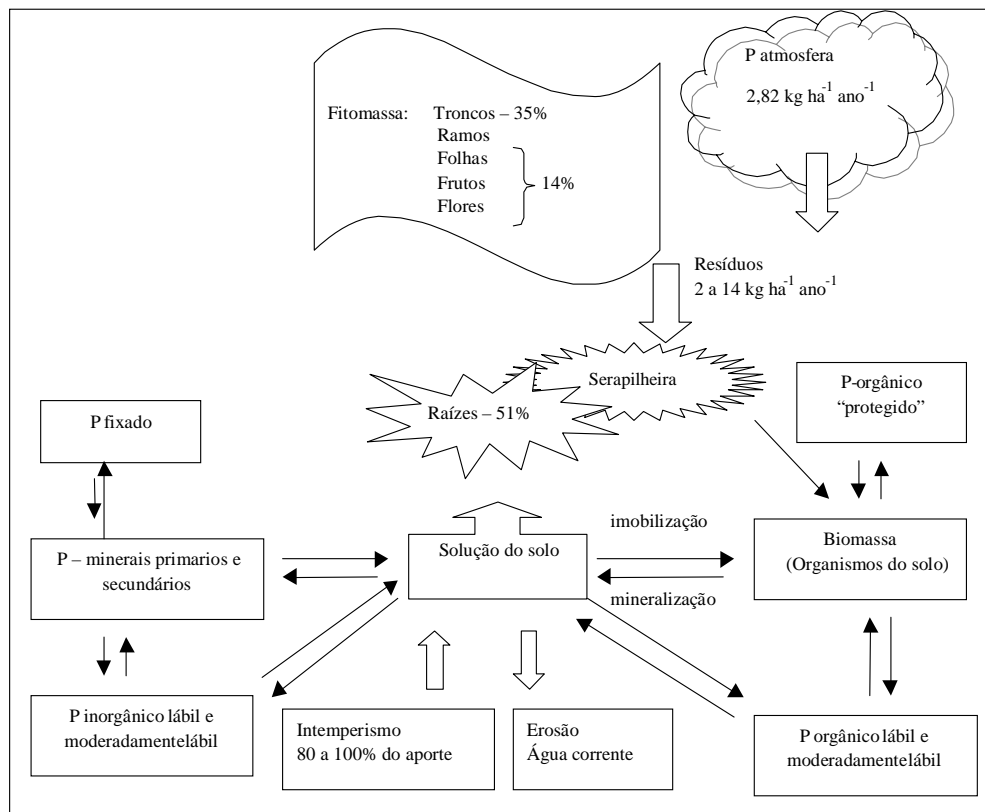 P atmosfera
2,82 kg ha-1 ano-1
Fitomassa: Troncos – 35%
Ramos
Folhas
Frutos 14%
Flores
Resíduos
2 a 14 kg ha-1 ano-1
Serapilheira
Raízes – 51%
P-orgânico
“protegido”
P fixado
imobilização
Solução do solo
P – minerais primarios e
secundários
Biomassa
(Organismos do solo)
mineralização
P inorgânico lábil e
moderadamentelábil
Intemperismo
80 a 100% do aporte
Erosão
Água corrente
P orgânico lábil e
moderadamentelábil